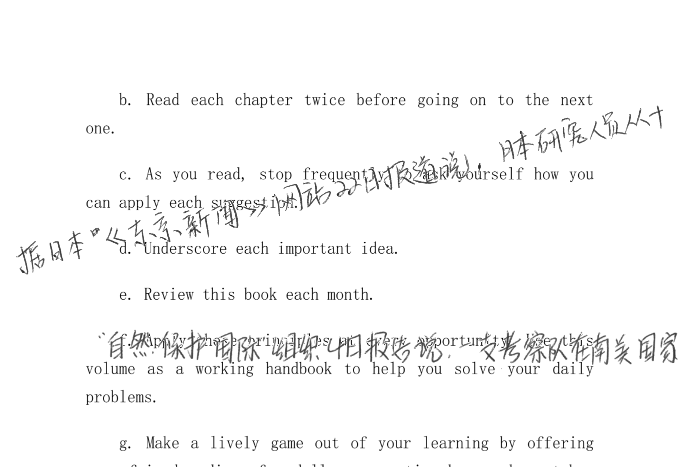 b. Read each chapter twice before going on to the next
one.
c. As you read, stop frequently to ask yourself how you
can apply each suggestion.
据日本《东京新闻》网站22日报道说，日本研究人员从十
d. Underscore each important idea.
e. Review this book each month.
f. Apply these principles at every opportunity. Use this
"自然保护国际"组织4日报告说，一支考察队在南美国家
volume as a working handbook to help you solve your daily
problems.
g. Make a lively game out of your learning by offering